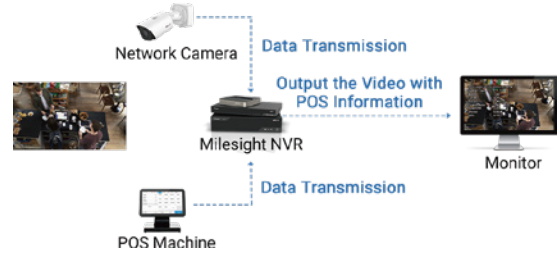 Network Camera
Data Transmission
Output the Video with
POS Information
Milesight NVR
Monitor
Data Transmission
POS Machine